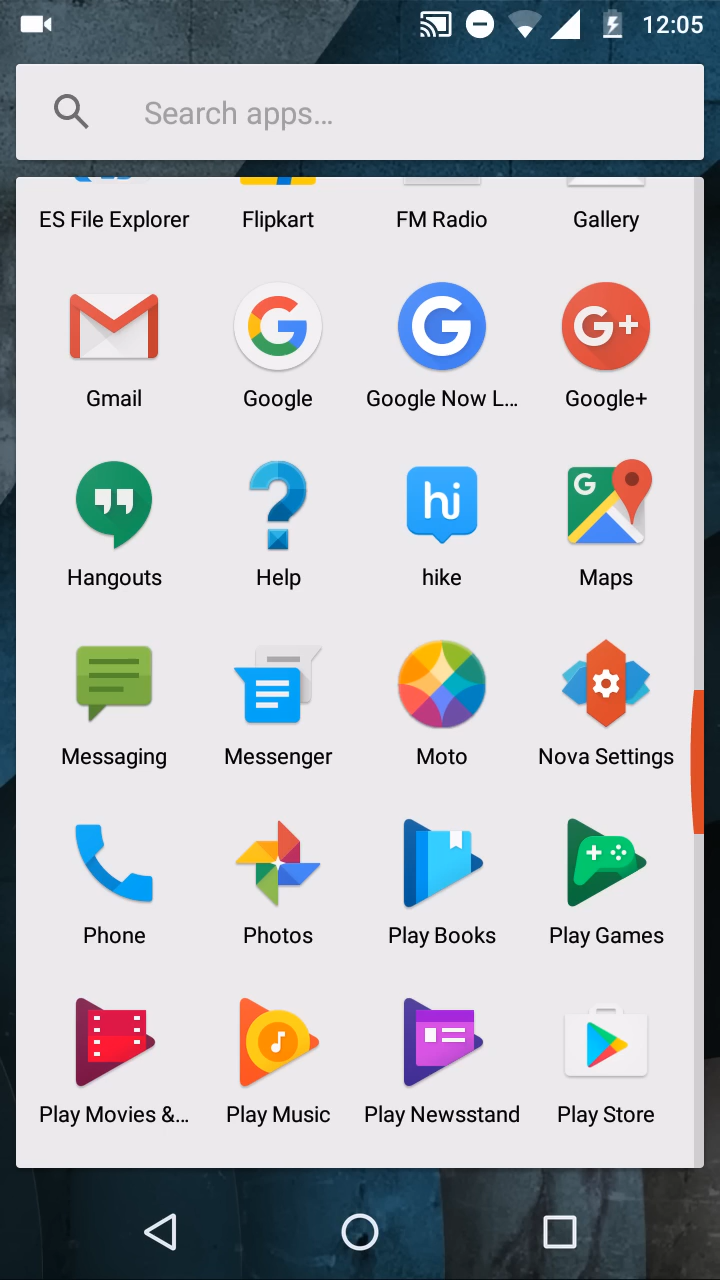 12:05
Search apps...
ES File Explorer Flipkart FM Radio Gallery
G G G+
Gmail Google Google Now L... Google+
hi G
Hangouts Help hike Maps
Messaging Messenger Moto Nova Settings
Phone Photos Play Books Play Games
Play Movies &... Play Music Play Newsstand Play Store